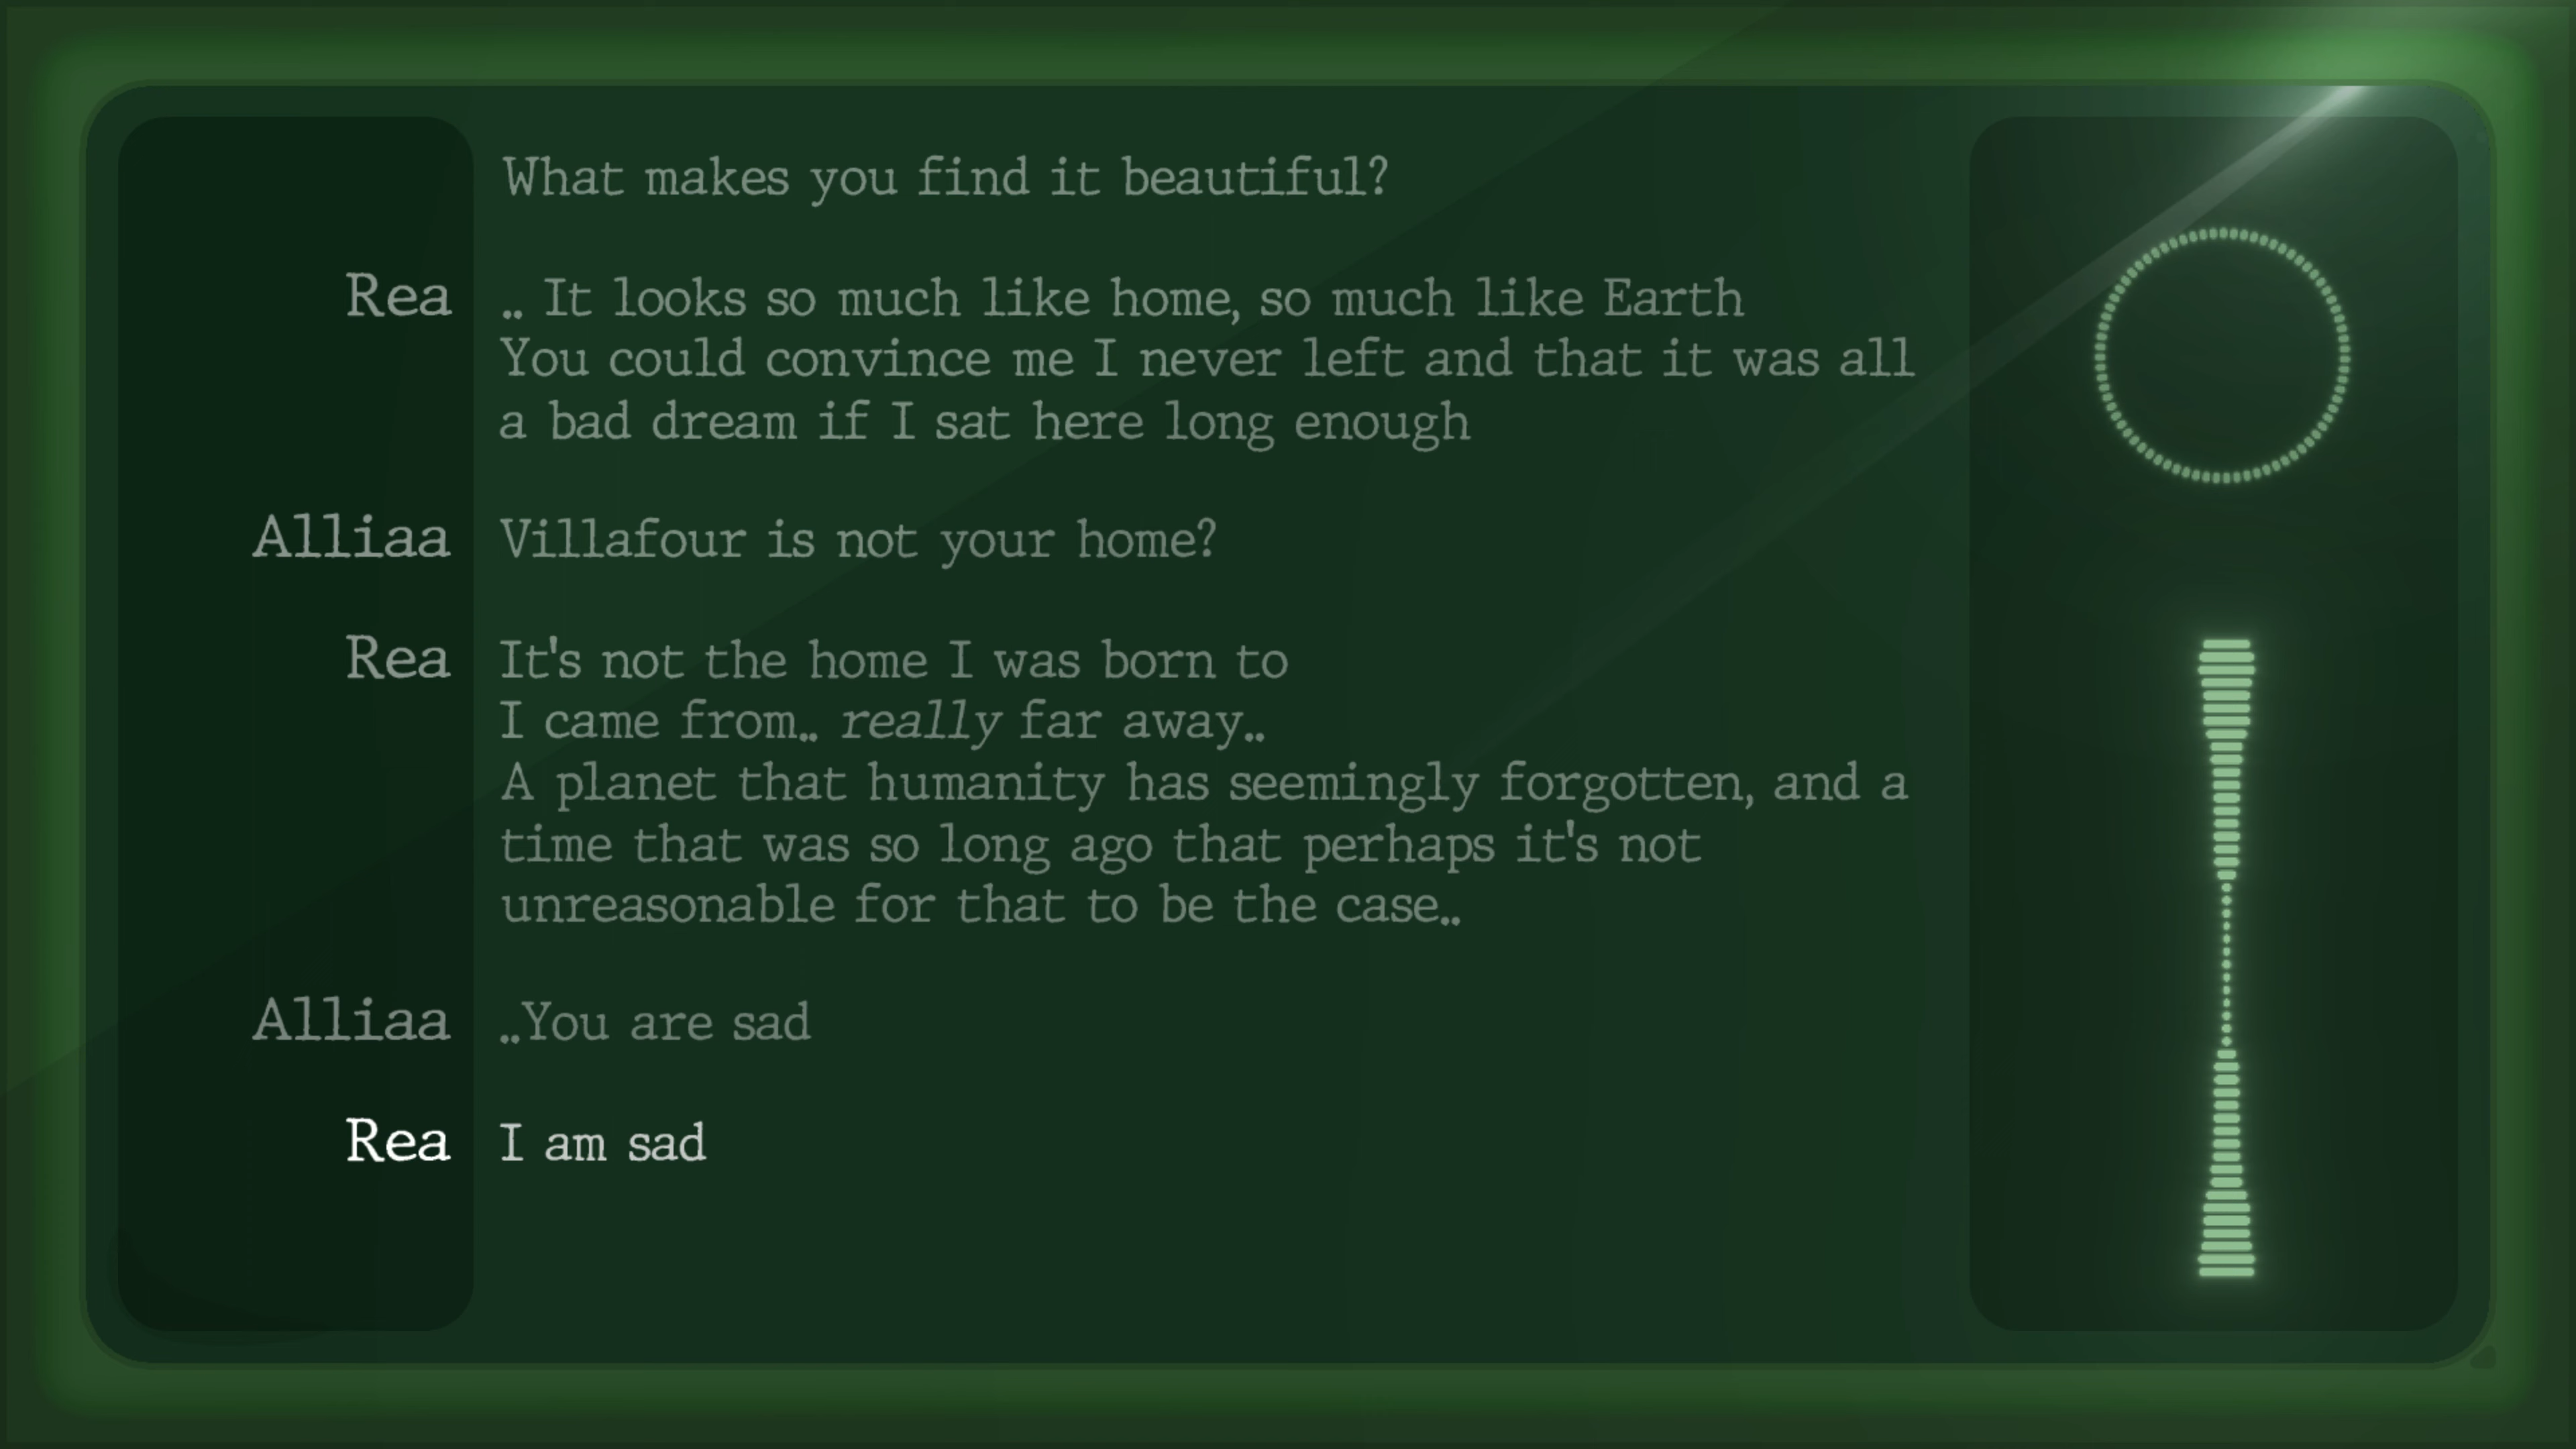 What makes you find it beautiful?
Rea .. It looks so much like home, so much like Earth
You could convince me I never left and that it was all
a bad dream if I sat here long enough
Alliaa Villafour is not your home?
Rea It's not the home I was born to
I came from.. really far away..
A planet that humanity has seemingly forgotten, and a
time that was so long ago that perhaps it's not
unreasonable for that to be the case..
Alliaa ..You are sad
Rea I am sad